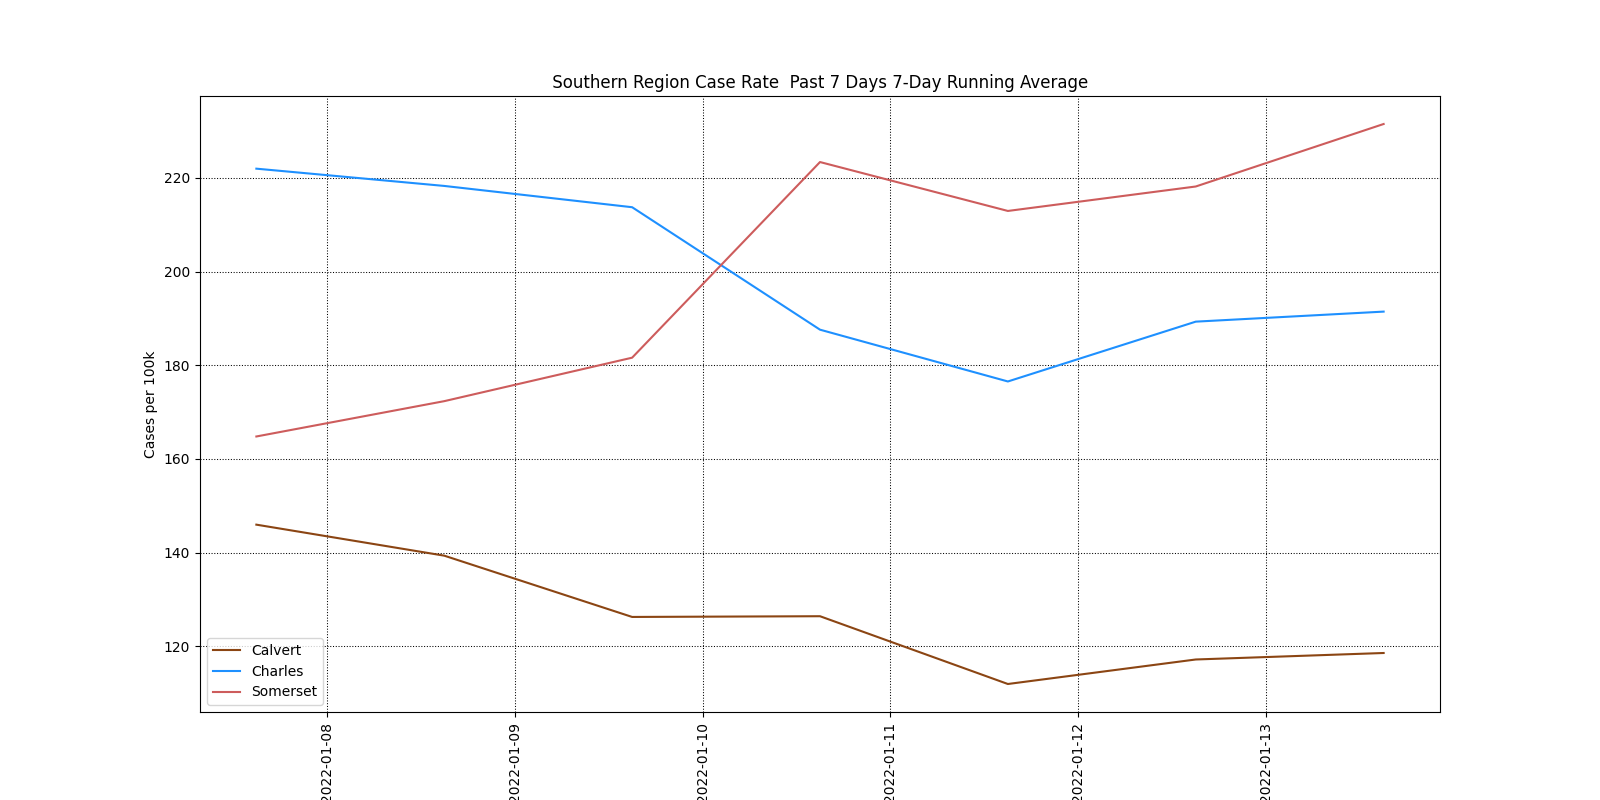 Southern Region Case Rate  Past 7 Days 7-Day Running Average
Cases per 100k
220
200
180
160
140
120
Calvert
Charles
Somerset
2022-01-08
2022-01-09
2022-01-10
2022-01-11
2022-01-12
2022-01-13